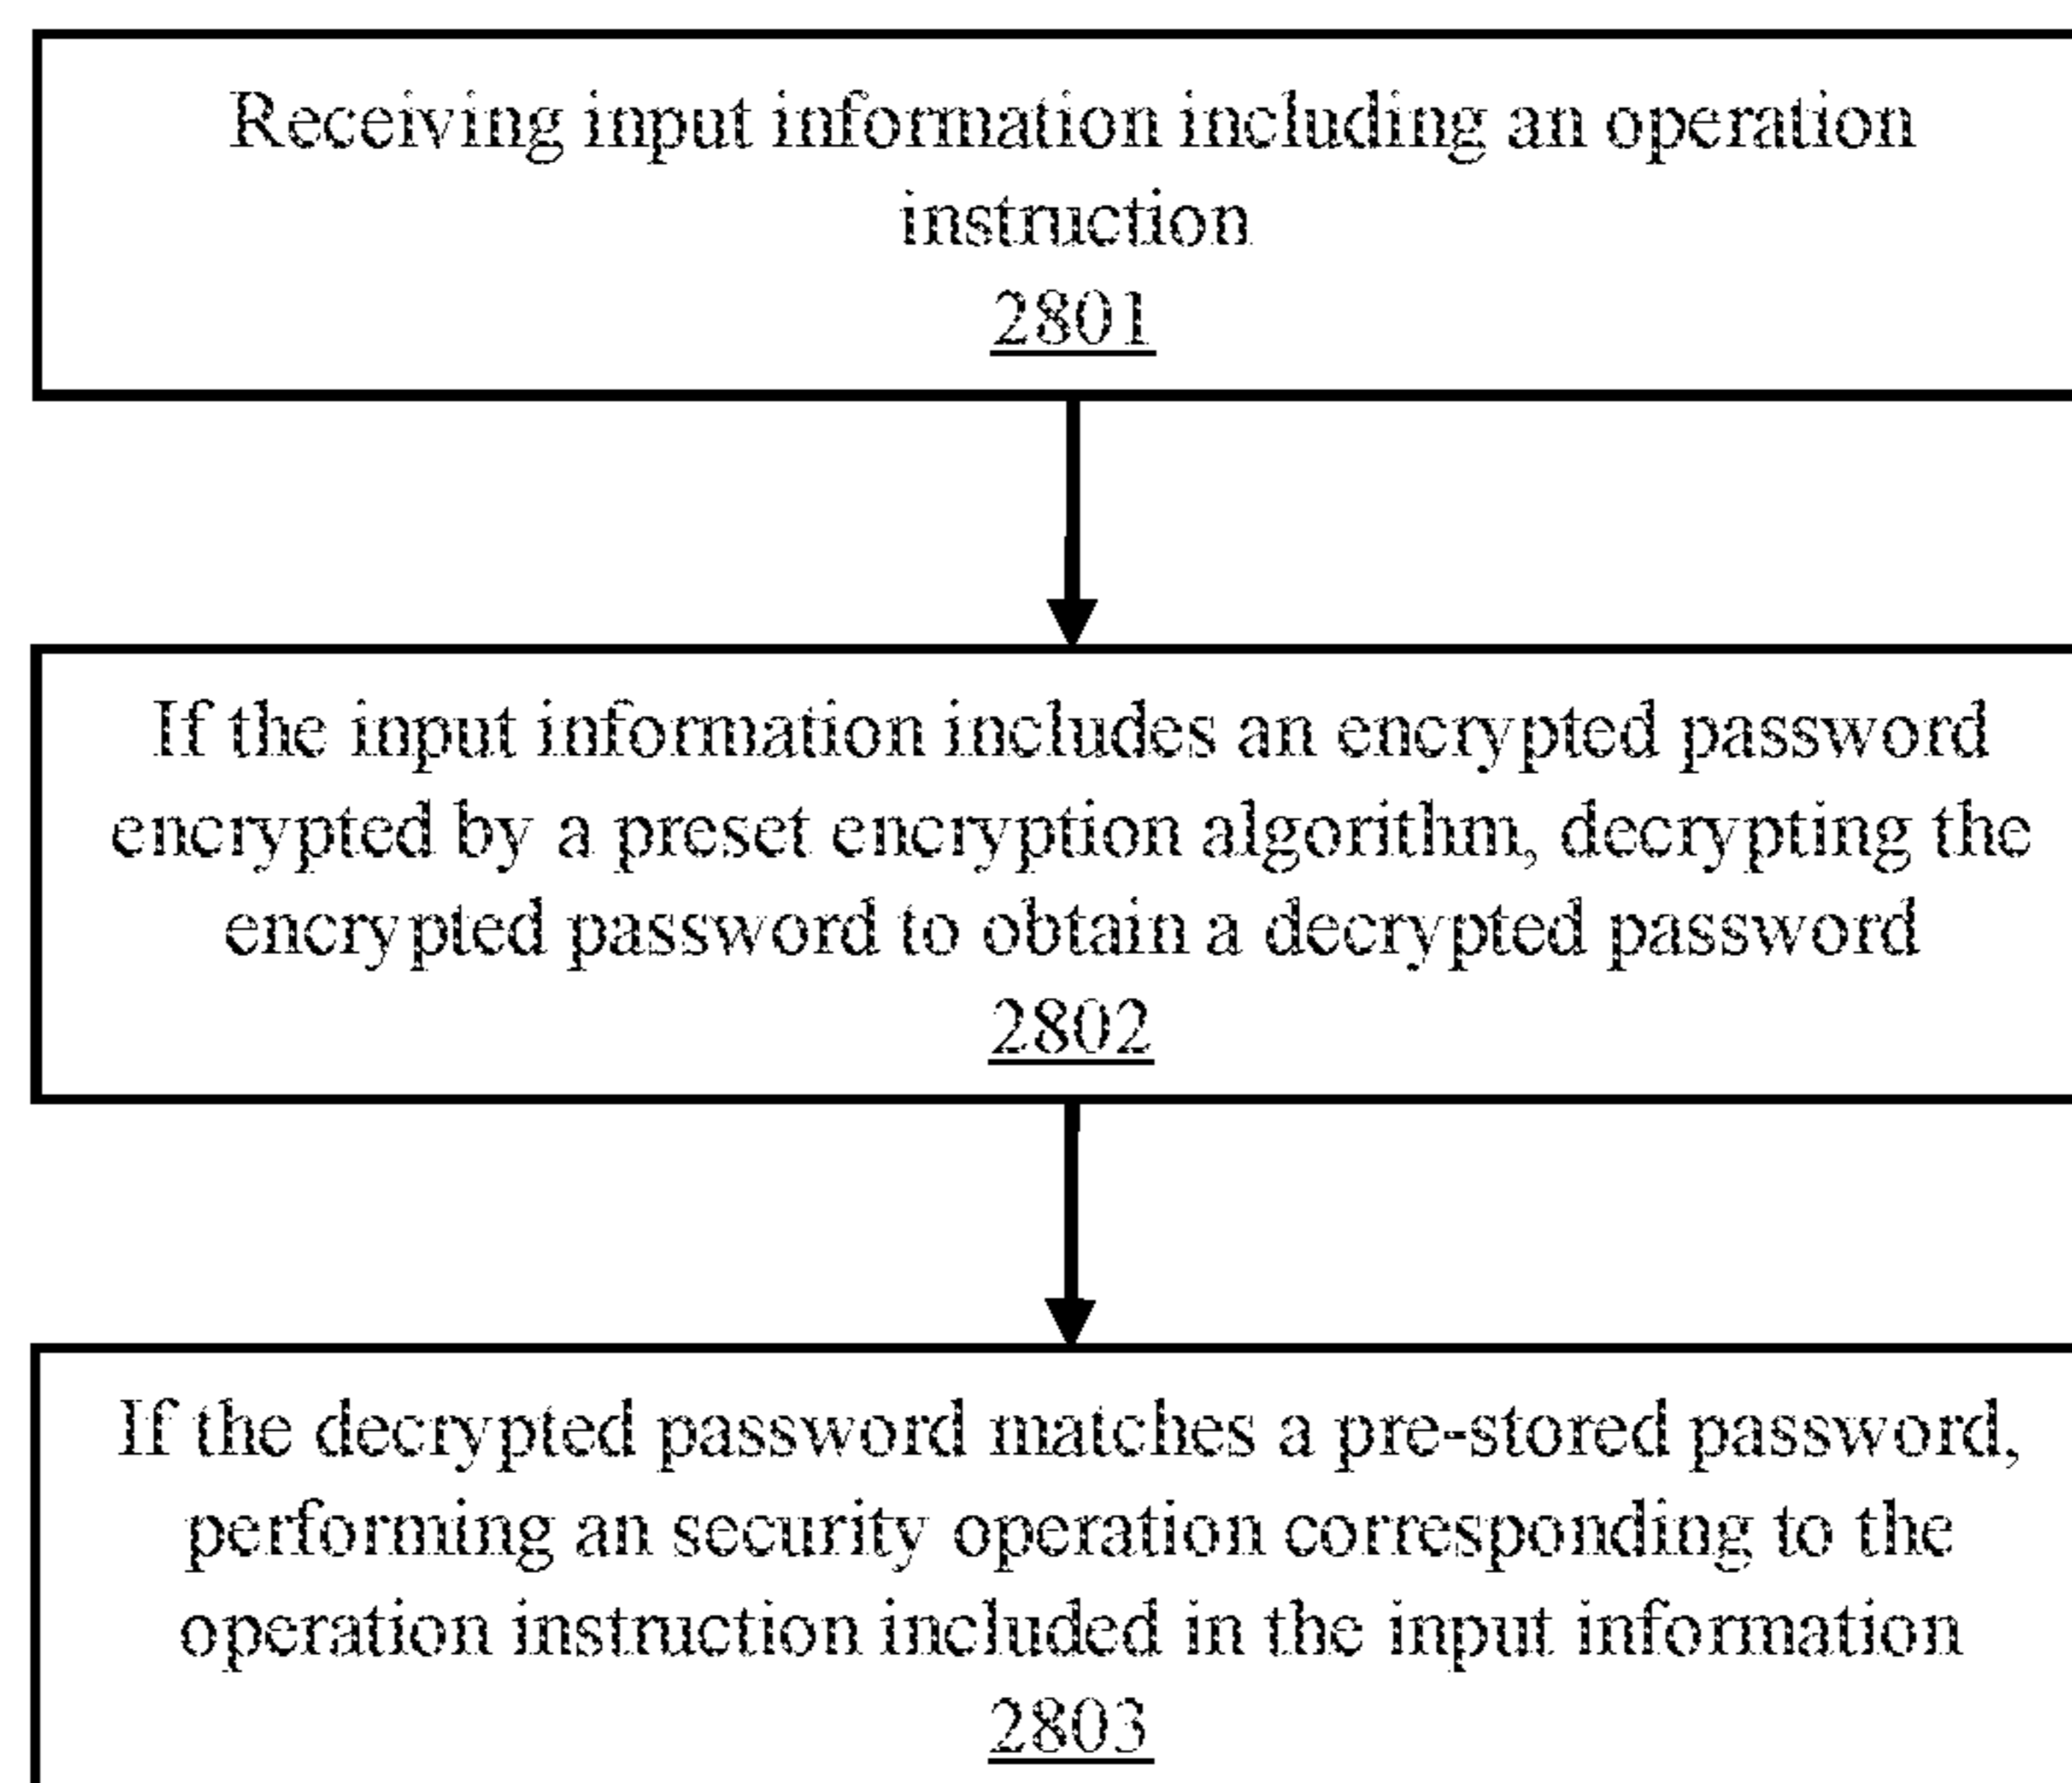 Receiving input information including an operation
instruction
2801
If the input information includes an encrypted password
encrypted by a preset encryption algorithm, decrypting the
encrypted password to obtain a decrypted password
2802
If the decrypted password matches a pre-stored password,
performing an security operation corresponding to the
operation instruction included in the input information
2803